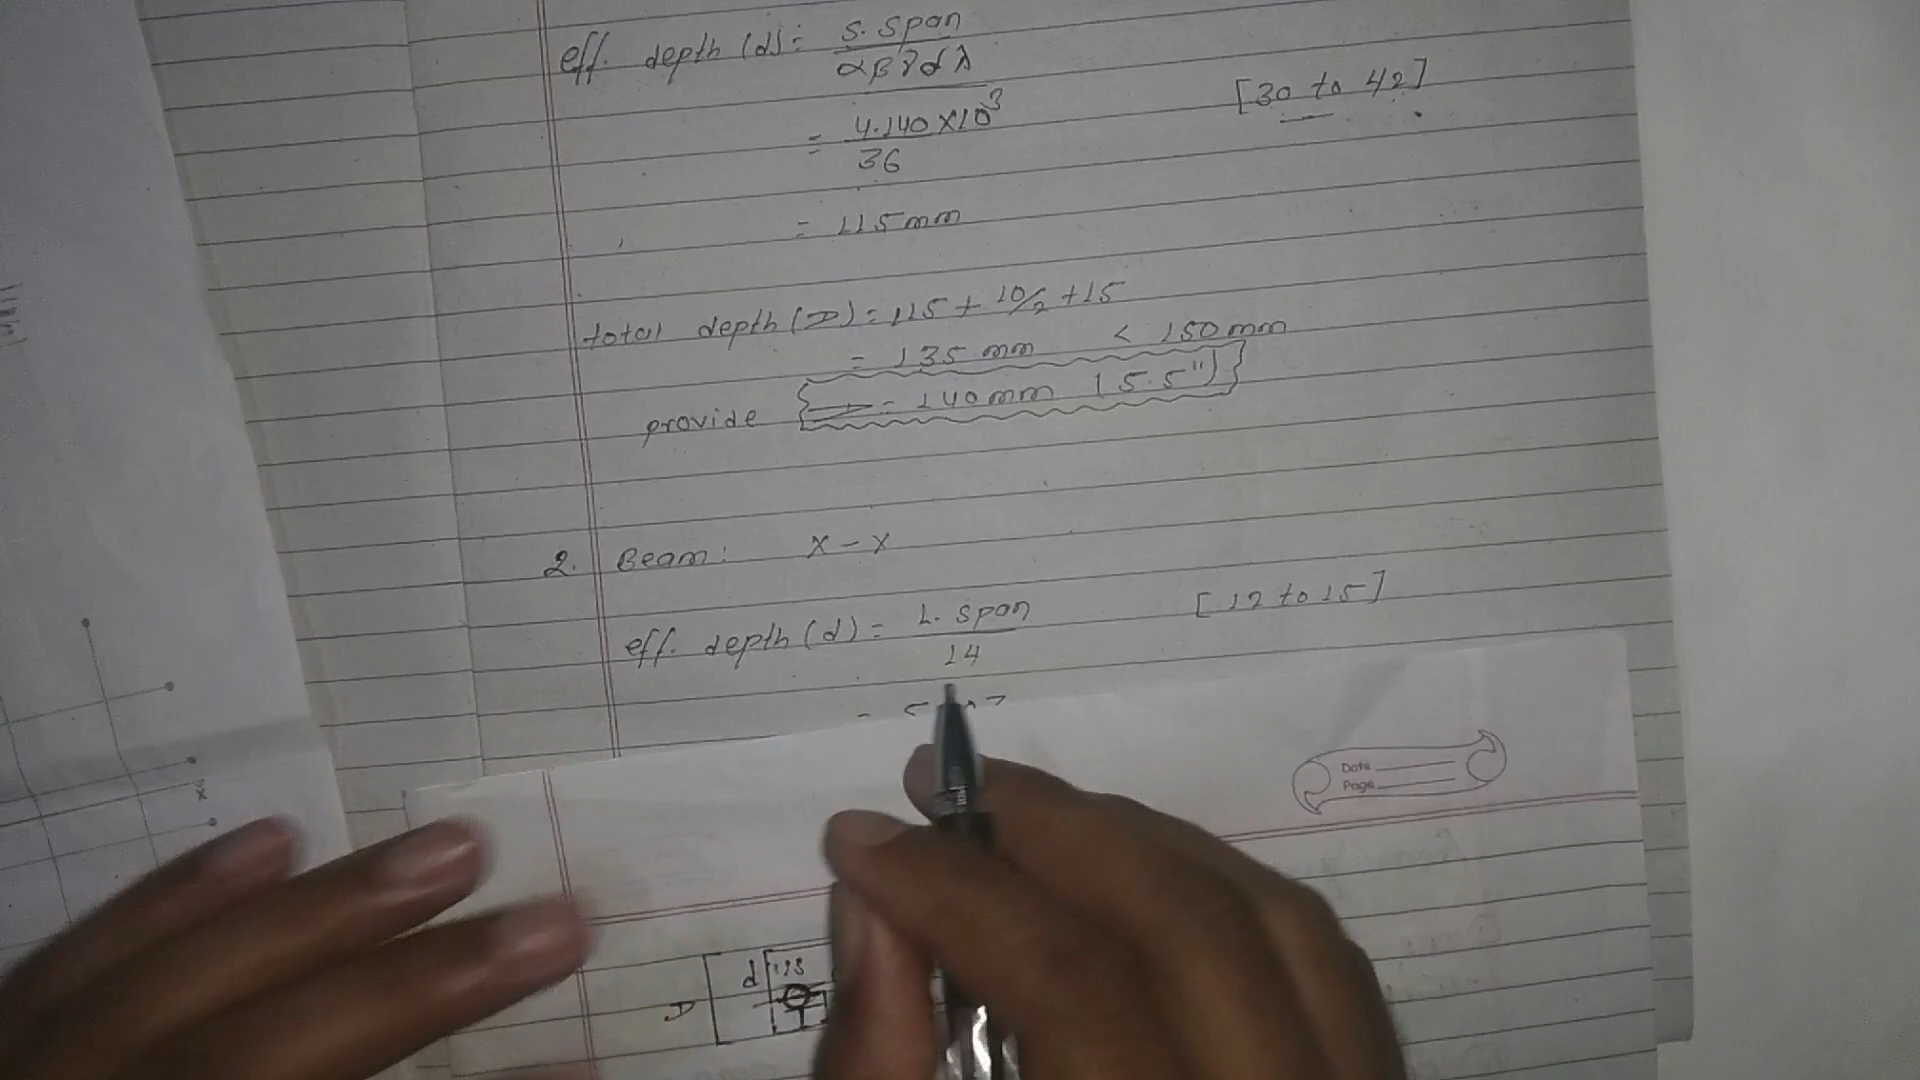 eff. depth (d) = S. span / αβγδλ
[30 to 42]
= 4.140 × 10³ / 36
= 115 mm
total depth (D) = 115 + 10/2 + 15
= 135 mm < 150 mm
provide D = 140 mm (5.5")
2. Beam: x - x
eff. depth (d) = L. span / 14
[12 to 15]
Date
Page
d
D
x